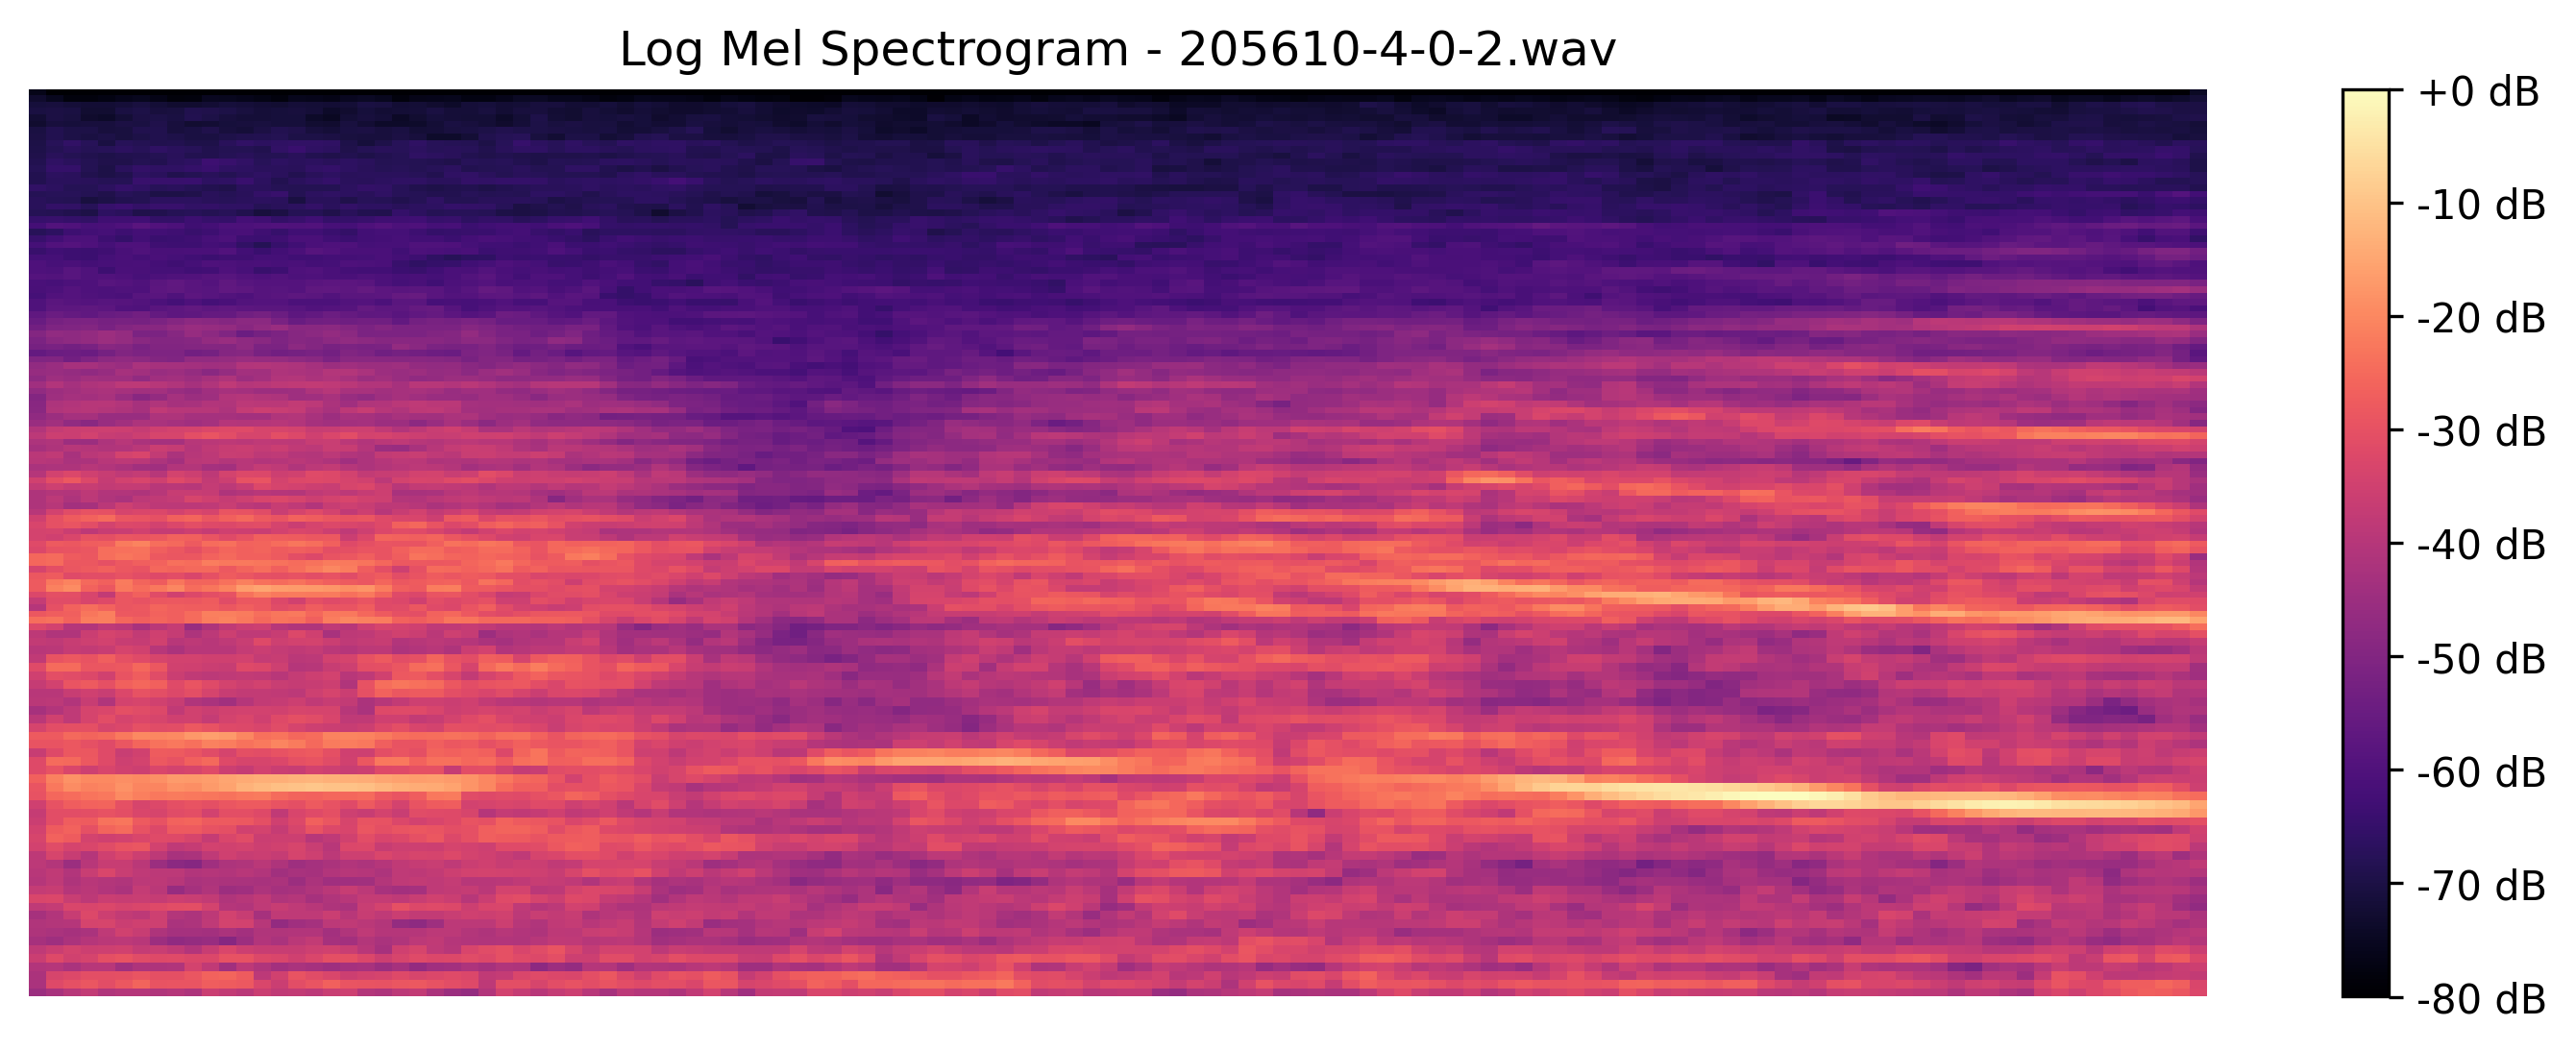 Log Mel Spectrogram - 205610-4-0-2.wav
+0 dB
-10 dB
-20 dB
-30 dB
-40 dB
-50 dB
-60 dB
-70 dB
-80 dB